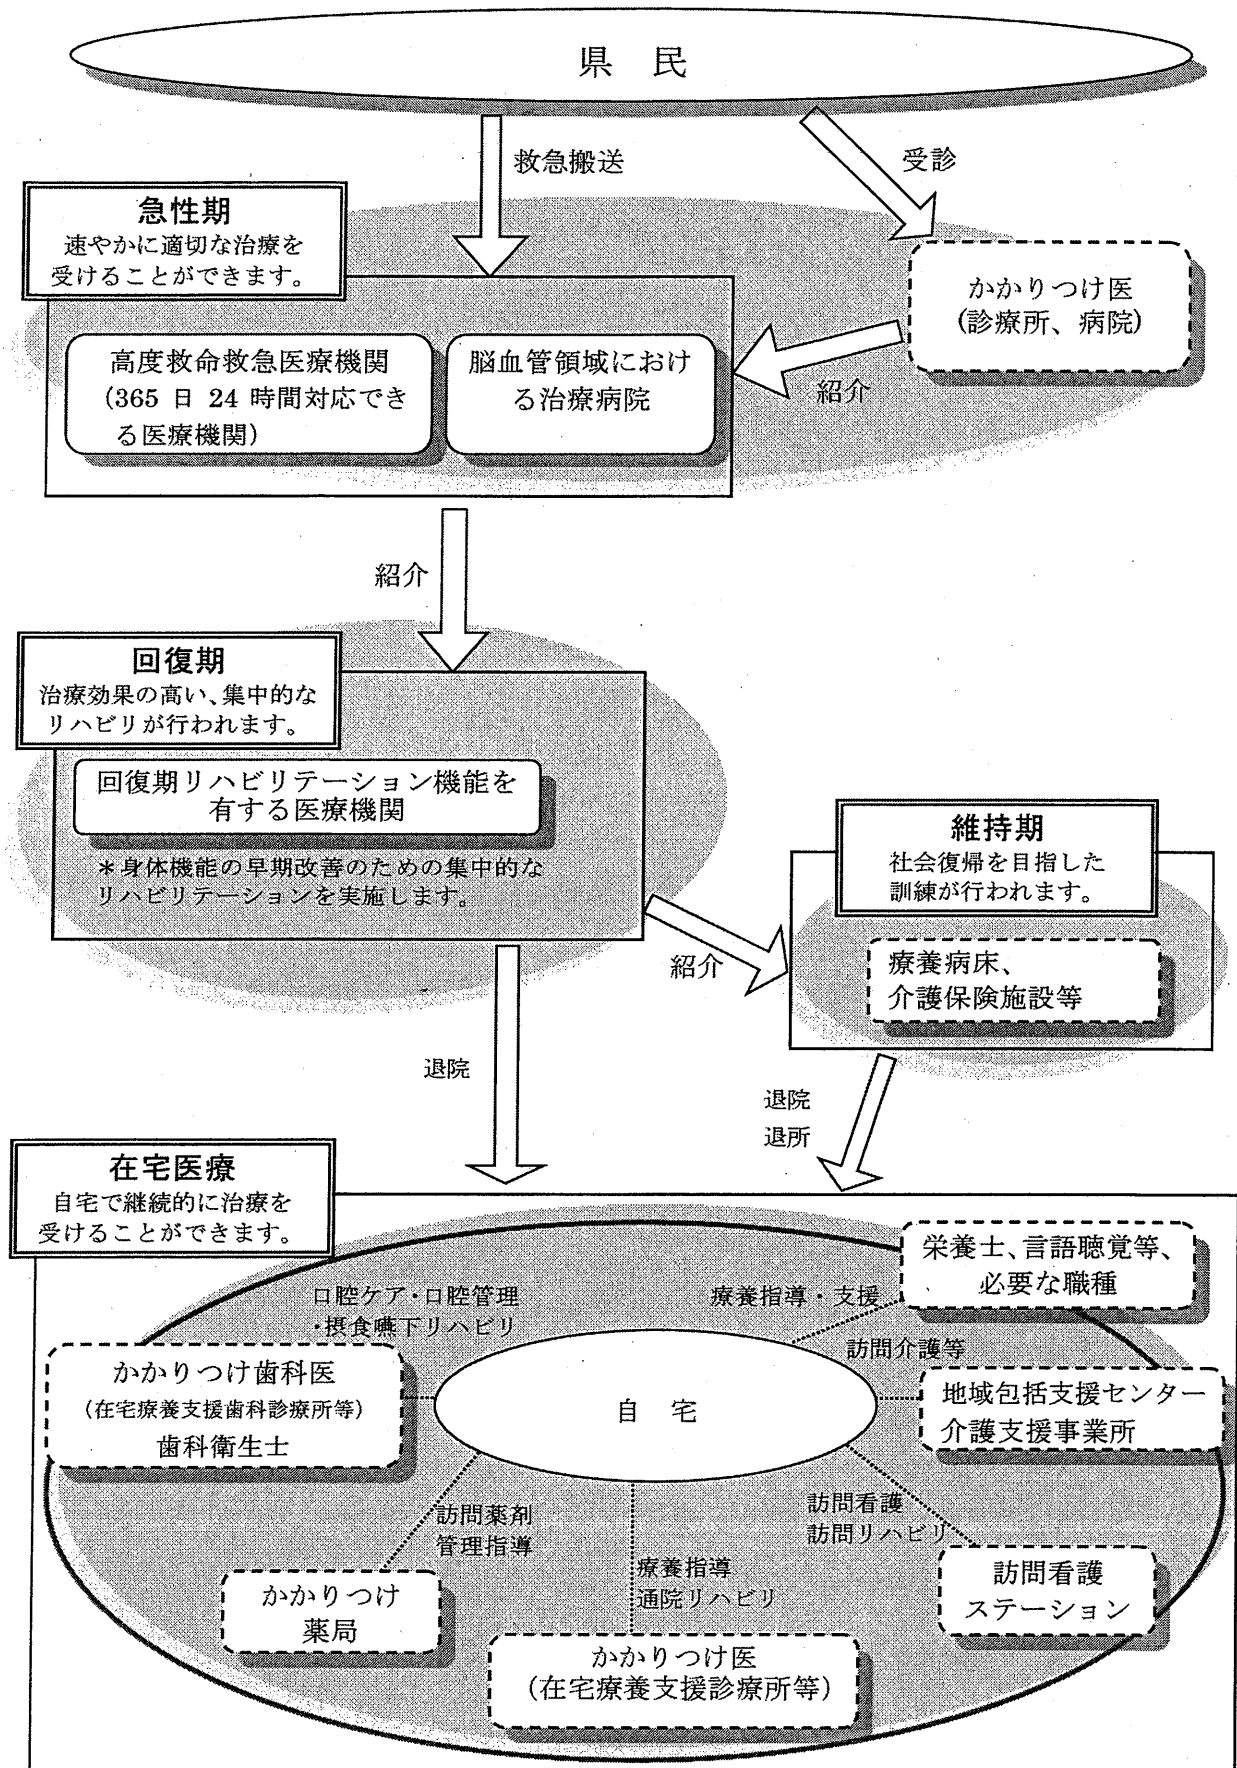 県 民
救急搬送
受診
急性期
速やかに適切な治療を
受けることができます。
かかりつけ医
(診療所、病院)
高度救命救急医療機関
(365 日 24 時間対応でき
る医療機関)
脳血管領域におけ
る治療病院
紹介
紹介
回復期
治療効果の高い、集中的な
リハビリが行われます。
回復期リハビリテーション機能を
有する医療機関
＊身体機能の早期改善のための集中的な
リハビリテーションを実施します。
維持期
社会復帰を目指した
訓練が行われます。
紹介
療養病床、
介護保険施設等
退院
退院
退所
在宅医療
自宅で継続的に治療を
受けることができます。
栄養士、言語聴覚等、
必要な職種
口腔ケア・口腔管理
・摂食嚥下リハビリ
療養指導・支援
訪問介護等
かかりつけ歯科医
(在宅療養支援歯科診療所等)
歯科衛生士
自 宅
地域包括支援センター
介護支援事業所
訪問薬剤
管理指導
訪問看護
訪問リハビリ
療養指導
通院リハビリ
かかりつけ
薬局
訪問看護
ステーション
かかりつけ医
(在宅療養支援診療所等)